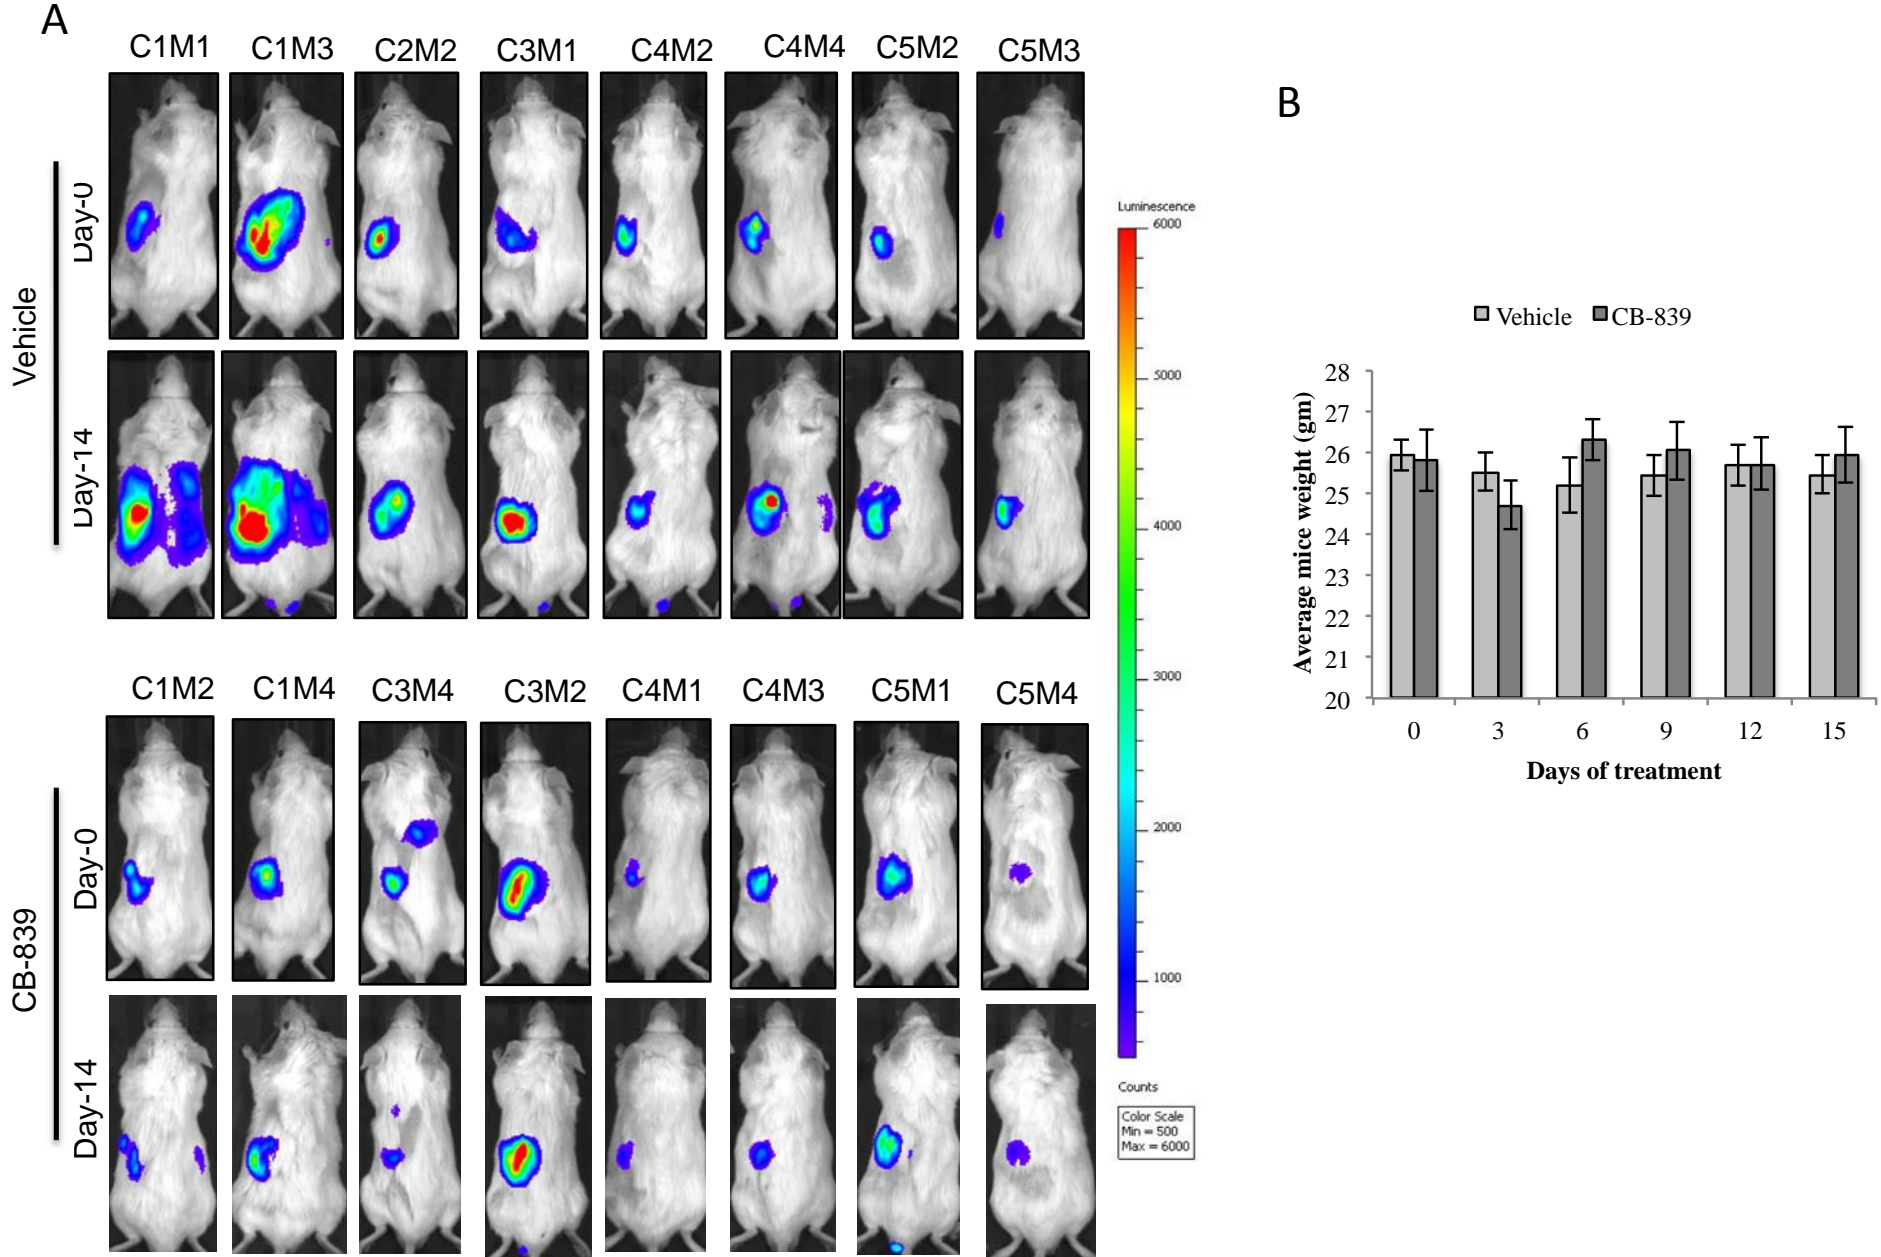 A
C1M1 C1M3 C2M2 C3M1 C4M2 C4M4 C5M2 C5M3
Vehicle
Day-0
Day-14
C1M2 C1M4 C3M4 C3M2 C4M1 C4M3 C5M1 C5M4
CB-839
Day-0
Day-14
Luminescence
6000
5000
4000
3000
2000
1000
Counts
Color Scale
Min = 500
Max = 6000
B
Vehicle CB-839
Average mice weight (gm)
28
27
26
25
24
23
22
21
20
0 3 6 9 12 15
Days of treatment